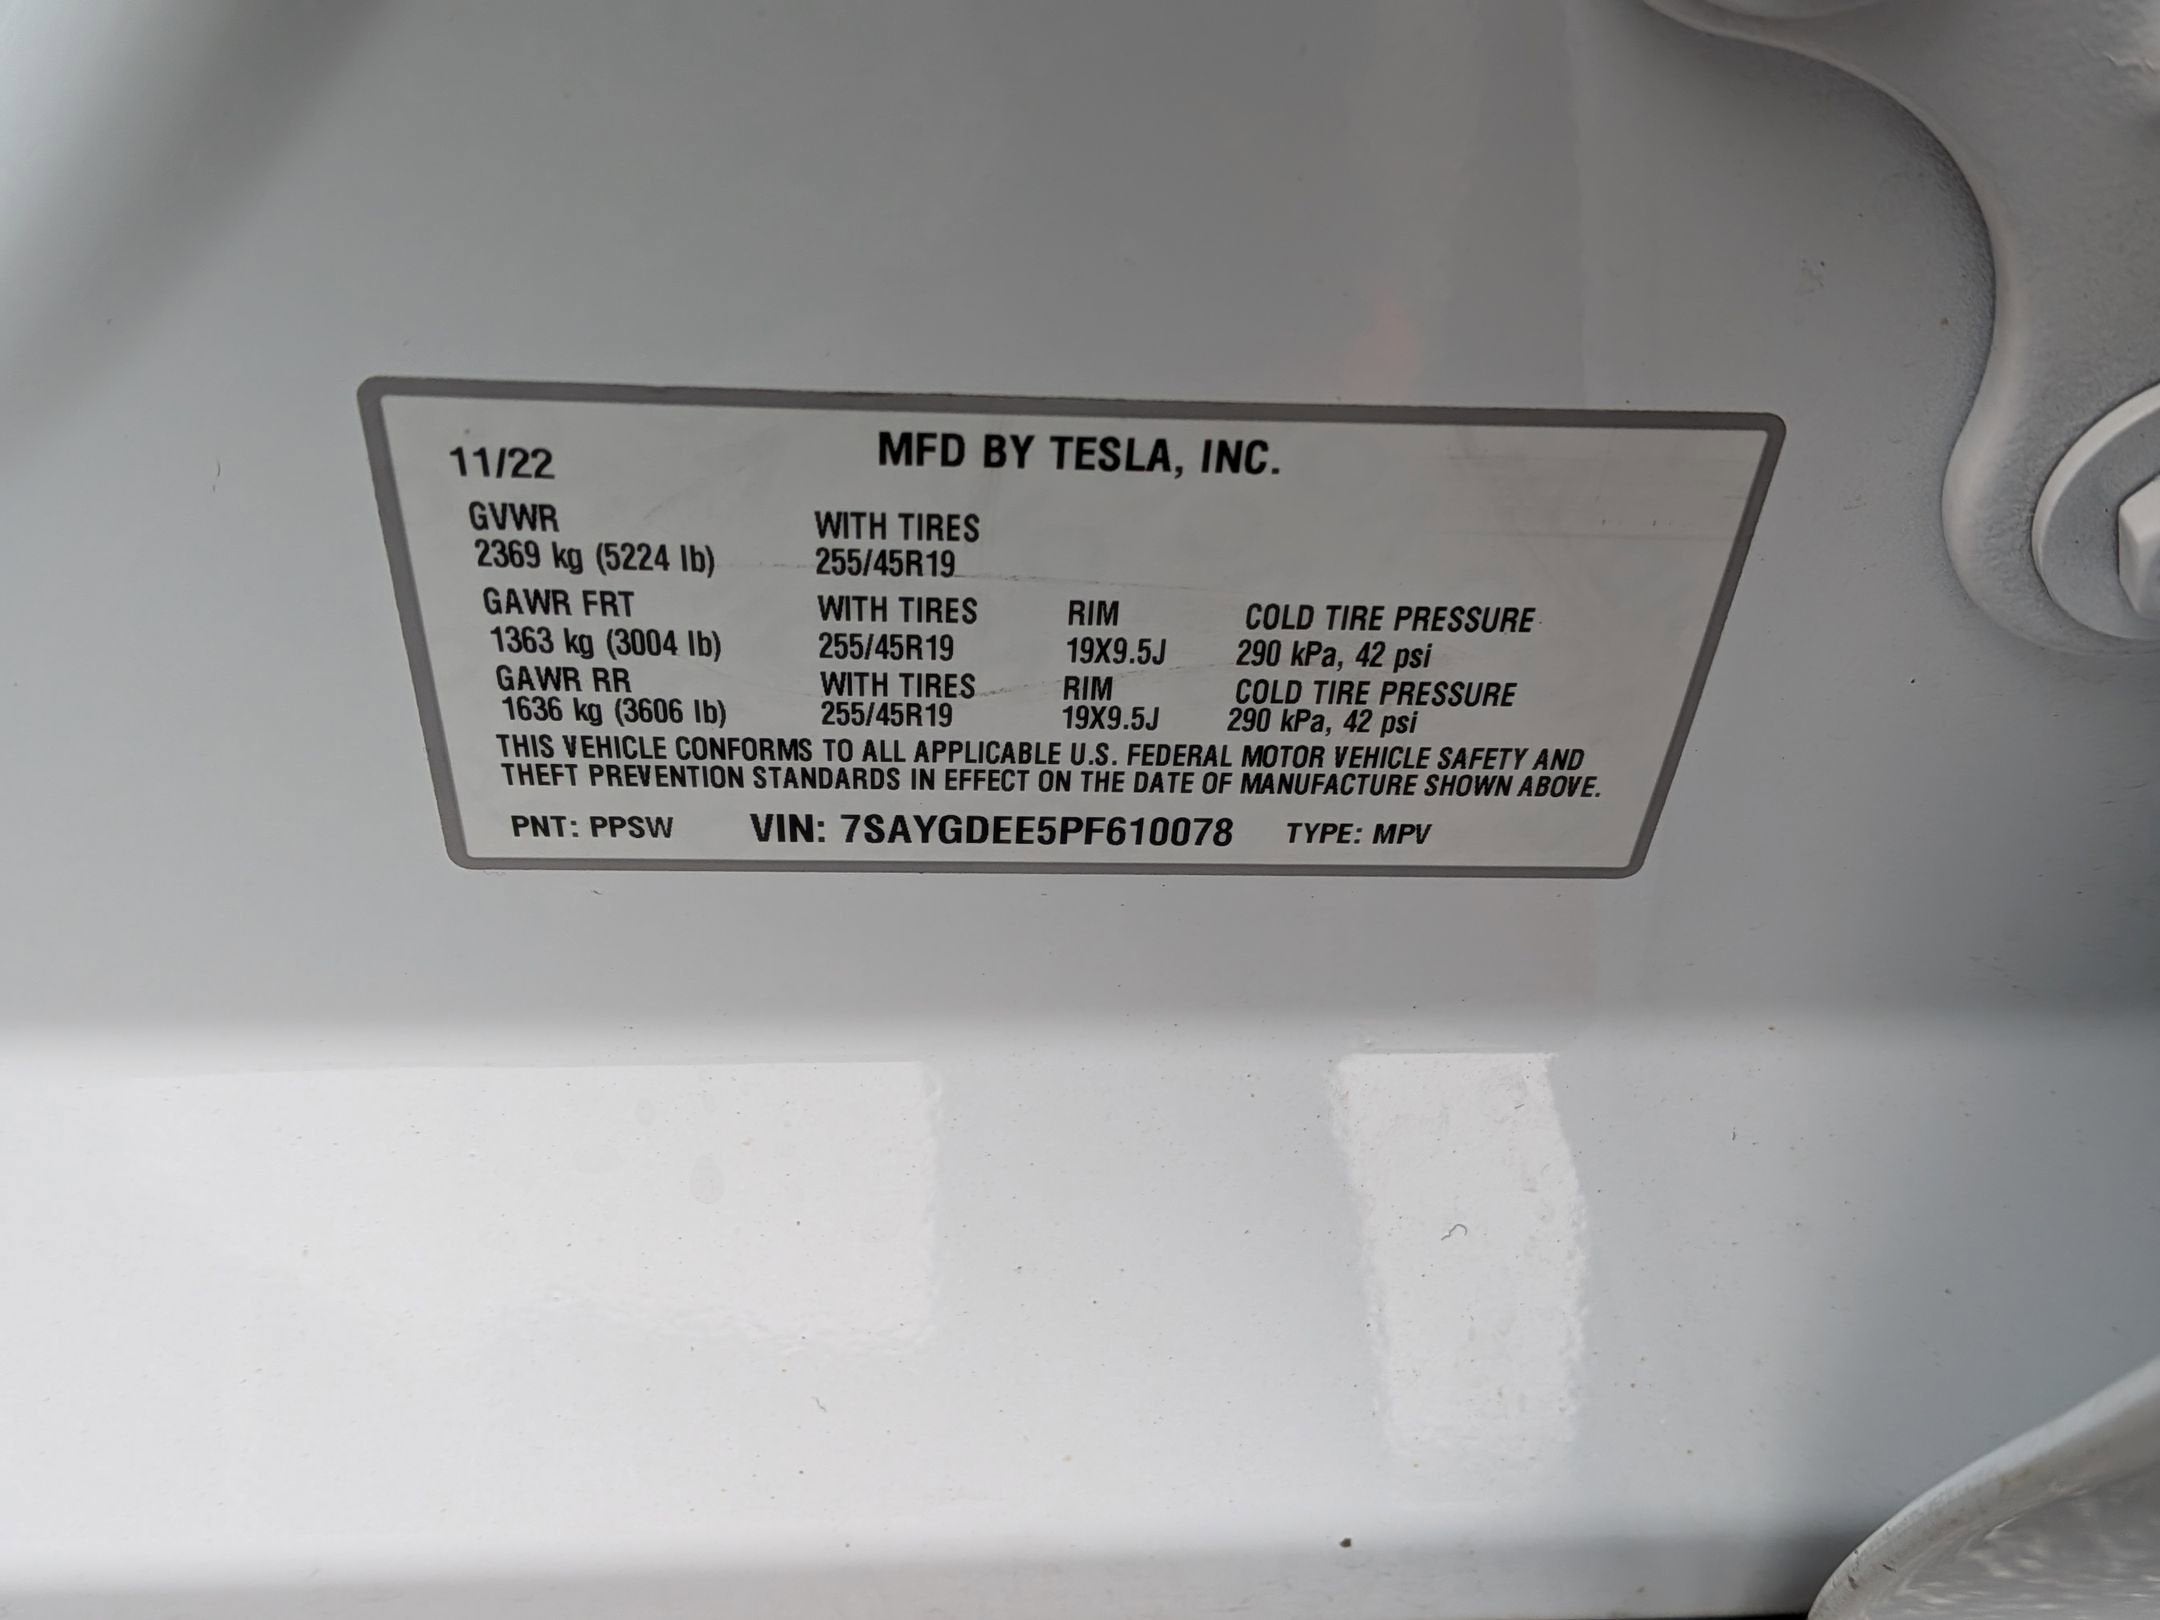 11/22 MFD BY TESLA, INC.
GVWR WITH TIRES
2369 kg (5224 lb) 255/45R19
GAWR FRT WITH TIRES RIM COLD TIRE PRESSURE
1363 kg (3004 lb) 255/45R19 19X9.5J 290 kPa, 42 psi
GAWR RR WITH TIRES RIM COLD TIRE PRESSURE
1636 kg (3606 lb) 255/45R19 19X9.5J 290 kPa, 42 psi
THIS VEHICLE CONFORMS TO ALL APPLICABLE U.S. FEDERAL MOTOR VEHICLE SAFETY AND
THEFT PREVENTION STANDARDS IN EFFECT ON THE DATE OF MANUFACTURE SHOWN ABOVE.
PNT: PPSW VIN: 7SAYGDEE5PF610078 TYPE: MPV